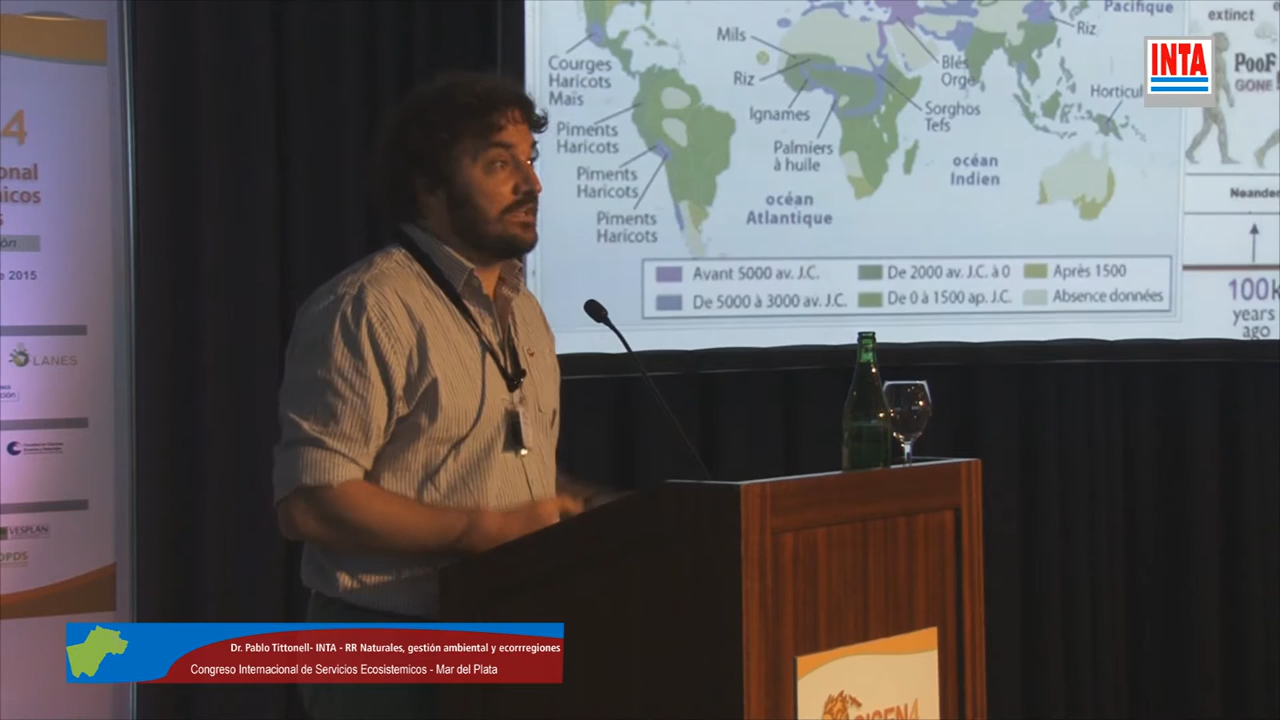 4
onal
micos
s
ón
e 2015
LANES
ción
VESPLAN
OPDS
Courges
Haricots
Maïs
Piments
Haricots
Piments
Haricots
Piments
Haricots
Mils
Riz
Ignames
Palmiers
à huile
Blés
Orge
Sorghos
Tefs
océan
Atlantique
océan
Indien
Pacifique
Riz
Horticul
Avant 5000 av. J.C.
De 2000 av. J.C. à 0
Après 1500
De 5000 à 3000 av. J.C.
De 0 à 1500 ap. J.C.
Absence données
extinct
PooF
GONE
Neander
100k
years
ago
INTA
Dr. Pablo Tittonell- INTA - RR Naturales, gestión ambiental y ecorrregiones
Congreso Internacional de Servicios Ecosistemicos - Mar del Plata
CISEN4